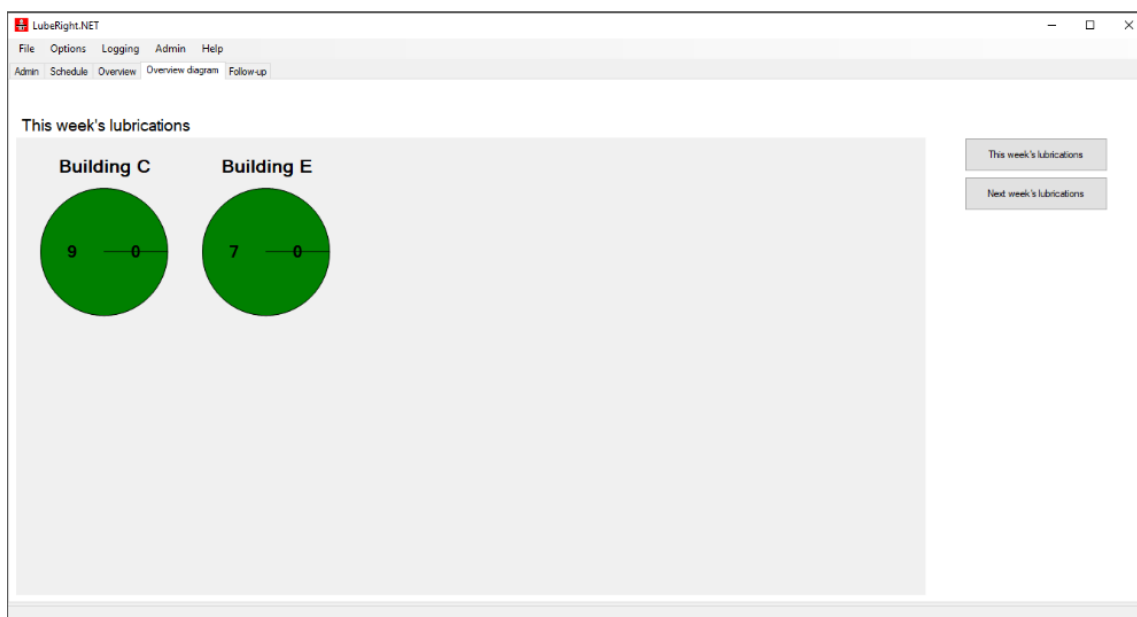 LubeRight.NET
File Options Logging Admin Help
Admin Schedule Overview Overview diagram Follow-up
This week's lubrications
Building C Building E
9 0 7 0
This week's lubrications
Next week's lubrications